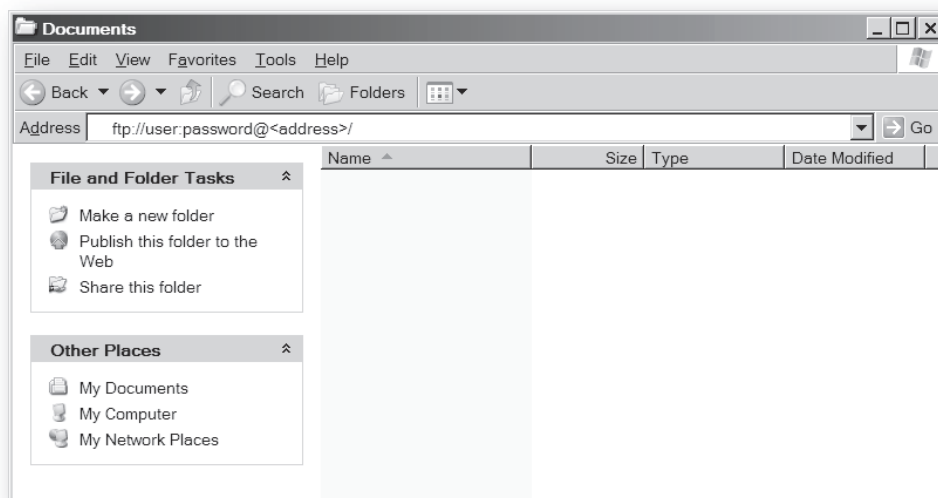 Documents
File Edit View Favorites Tools Help
Back Search Folders
Address ftp://user:password@<address>/ Go
Name Size Type Date Modified
File and Folder Tasks
Make a new folder
Publish this folder to the
Web
Share this folder
Other Places
My Documents
My Computer
My Network Places